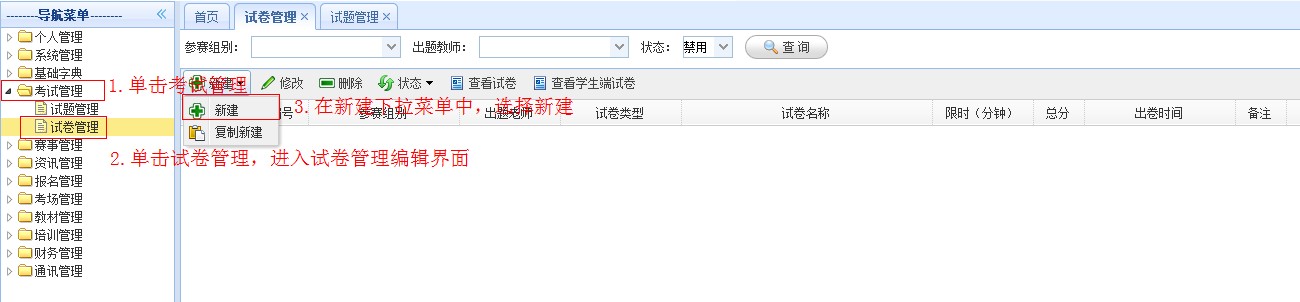 --------导航菜单--------
首页 试卷管理 试题管理
个人管理
系统管理
基础字典
考试管理
试题管理
试卷管理
赛事管理
资讯管理
报名管理
考场管理
教材管理
培训管理
财务管理
通讯管理
参赛组别: 出题教师: 状态: 禁用 查询
新建 修改 删除 状态 查看试卷 查看学生端试卷
1.单击考试管理
新建
复制新建
3.在新建下拉菜单中，选择新建
号 参赛组别 出题老师 试卷类型 试卷名称 限时（分钟） 总分 出卷时间 备注
2.单击试卷管理，进入试卷管理编辑界面